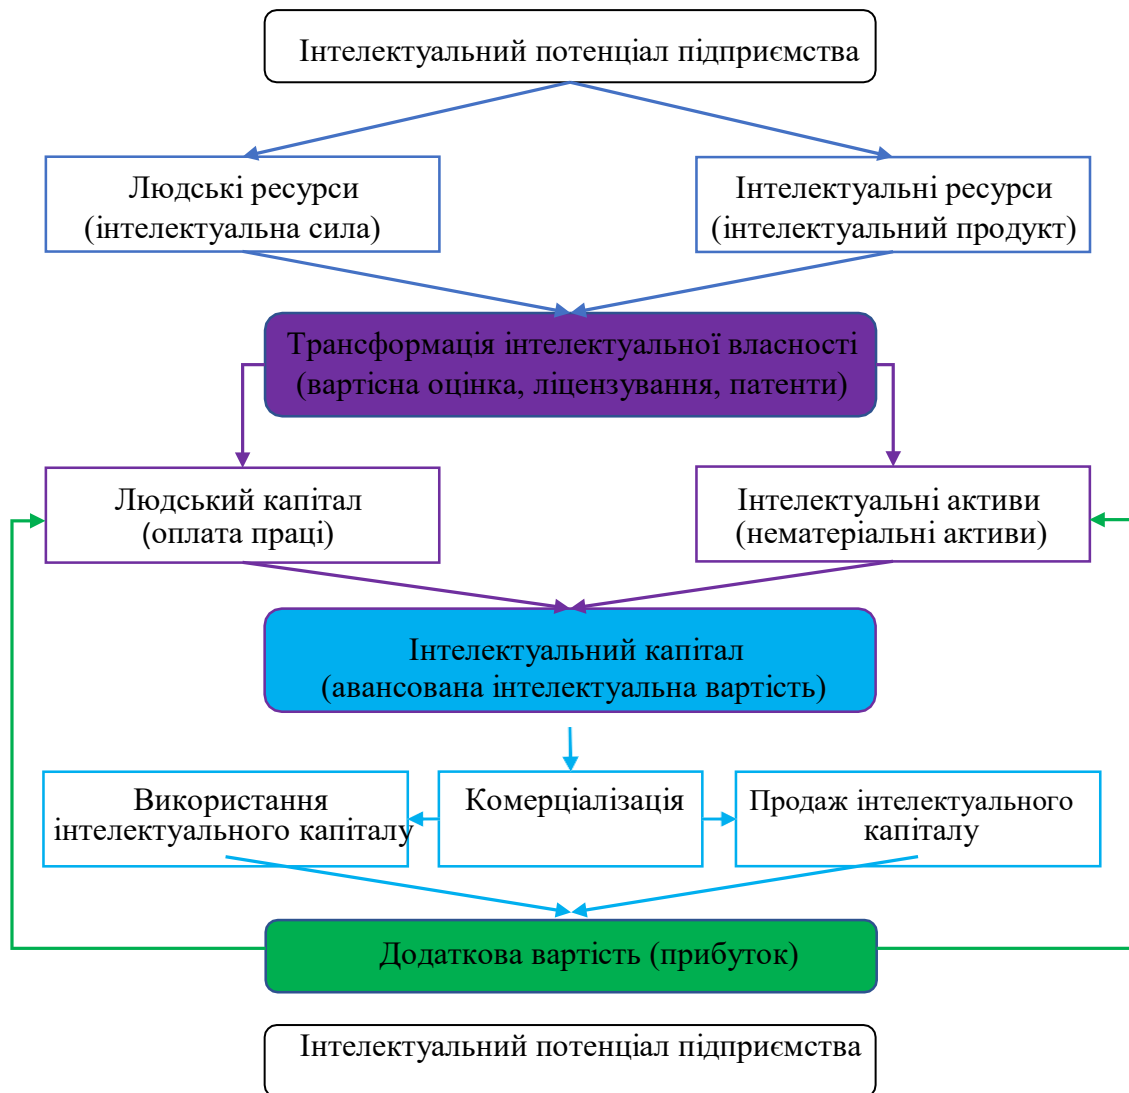 Інтелектуальний потенціал підприємства
Людські ресурси
(інтелектуальна сила)
Інтелектуальні ресурси
(інтелектуальний продукт)
Трансформація інтелектуальної власності
(вартісна оцінка, ліцензування, патенти)
Людський капітал
(оплата праці)
Інтелектуальні активи
(нематеріальні активи)
Інтелектуальний капітал
(авансована інтелектуальна вартість)
Використання
інтелектуального капіталу
Комерціалізація
Продаж інтелектуального
капіталу
Додаткова вартість (прибуток)
Інтелектуальний потенціал підприємства